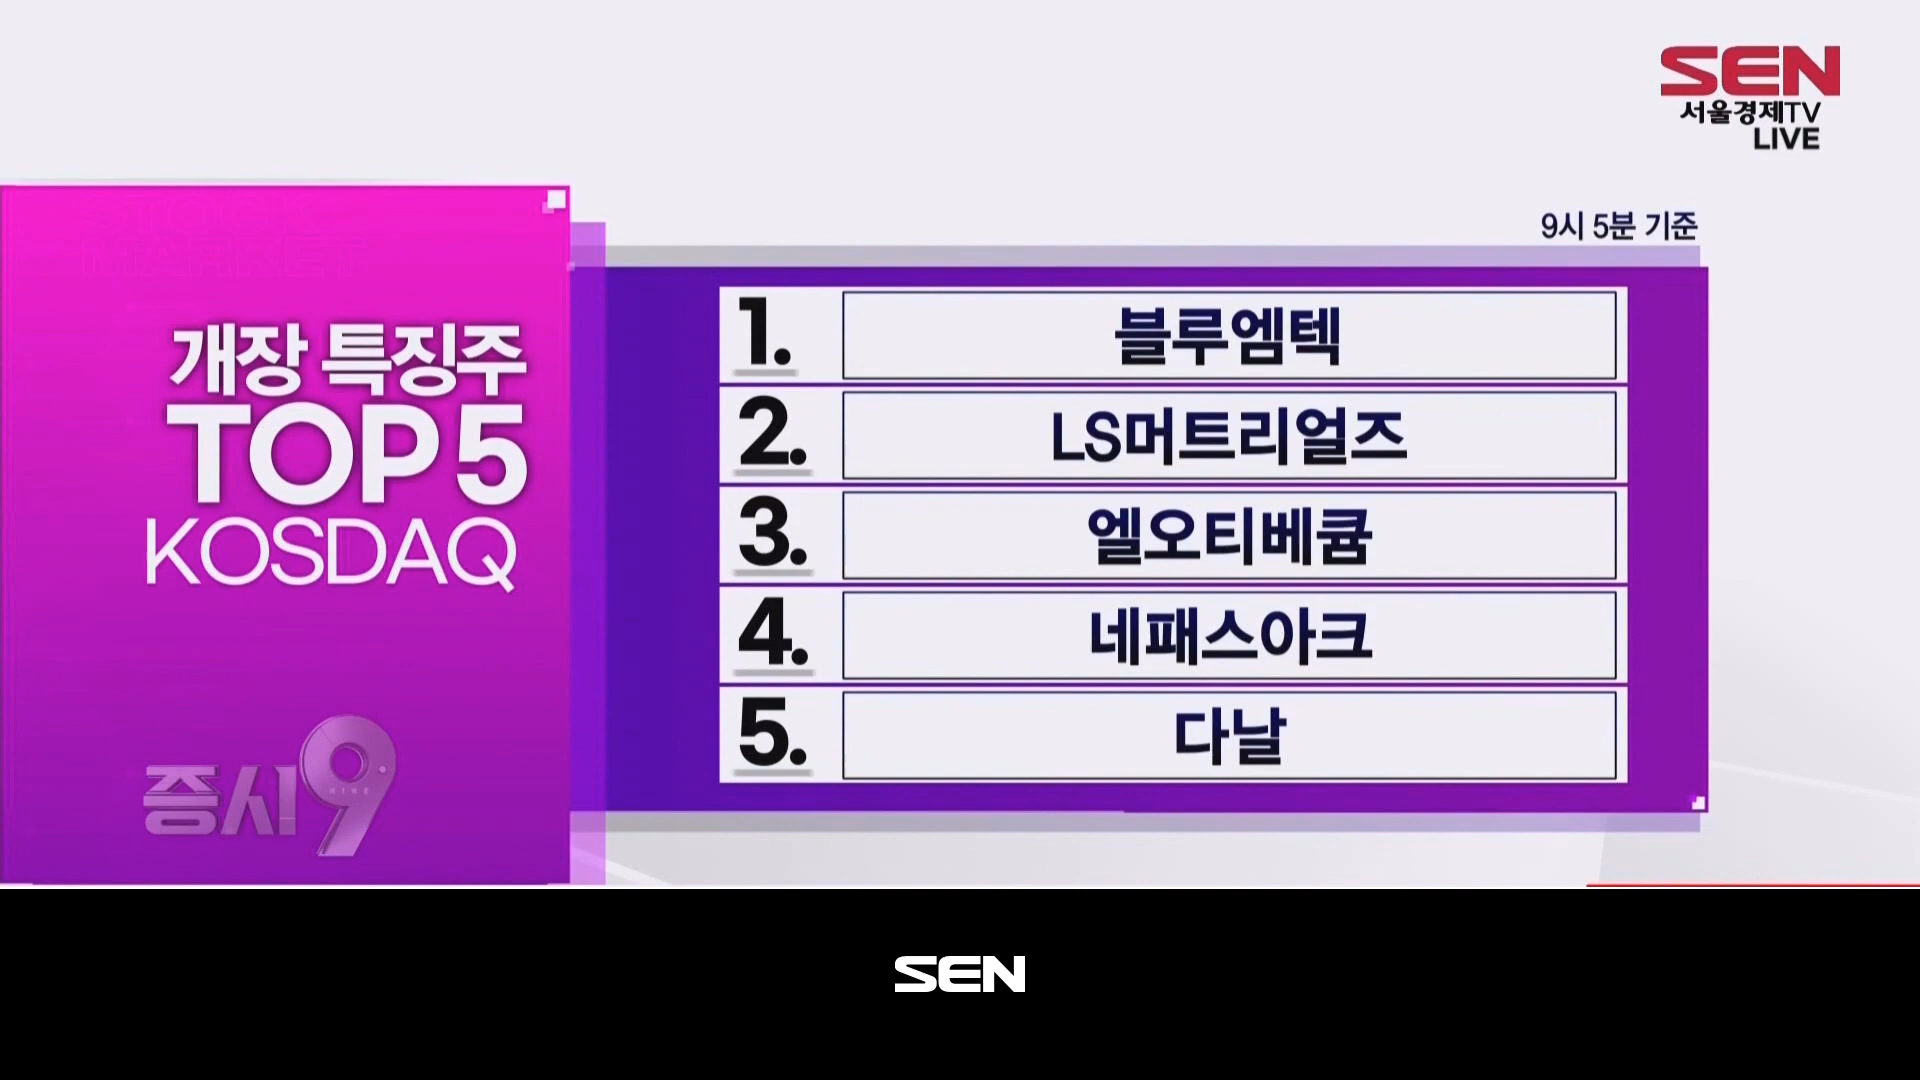 SEN
서울경제TV
LIVE
9시 5분 기준
개장 특징주
TOP 5
KOSDAQ
증시9
NINE
1. 블루엠텍
2. LS머트리얼즈
3. 엘오티베큠
4. 네패스아크
5. 다날
SEN